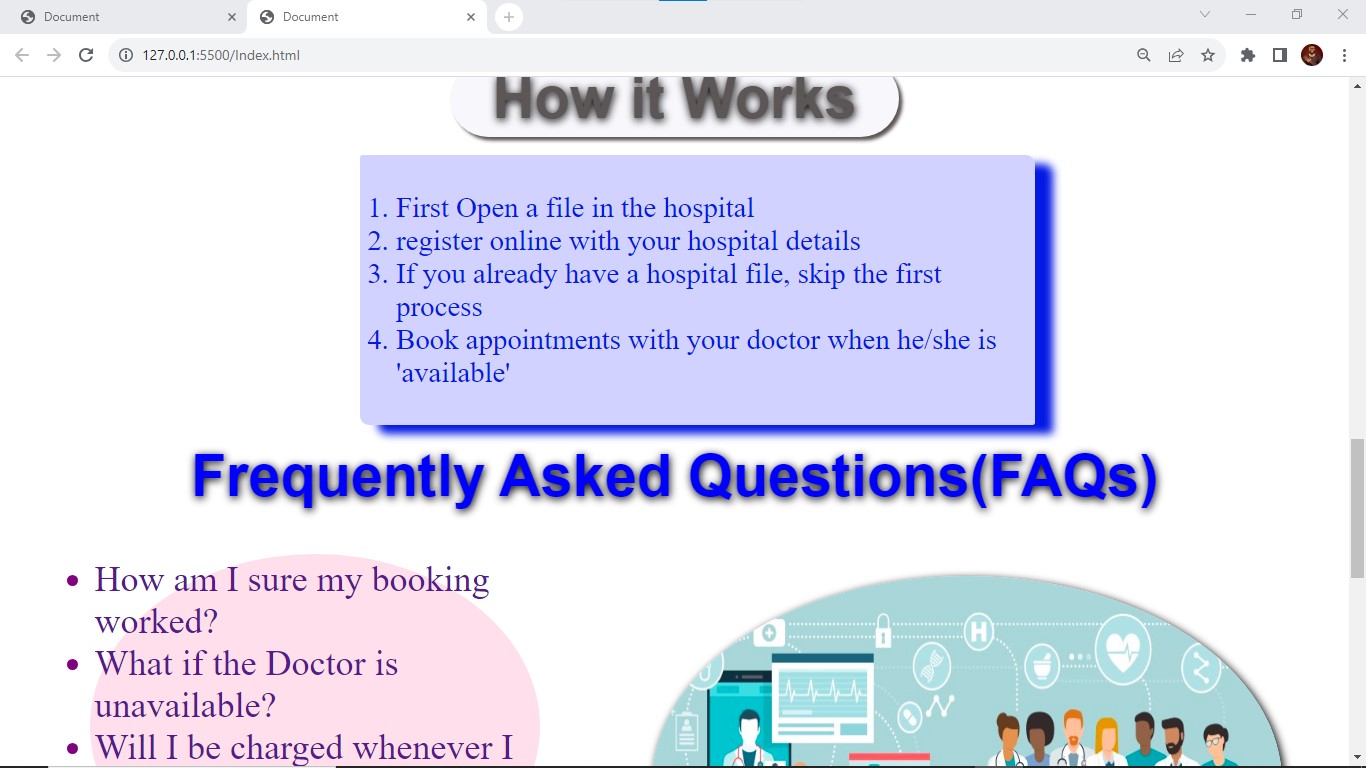 Document
Document
127.0.0.1:5500/Index.html
How it Works
1. First Open a file in the hospital
2. register online with your hospital details
3. If you already have a hospital file, skip the first
process
4. Book appointments with your doctor when he/she is
'available'
Frequently Asked Questions(FAQs)
• How am I sure my booking
worked?
• What if the Doctor is
unavailable?
• Will I be charged whenever I
H